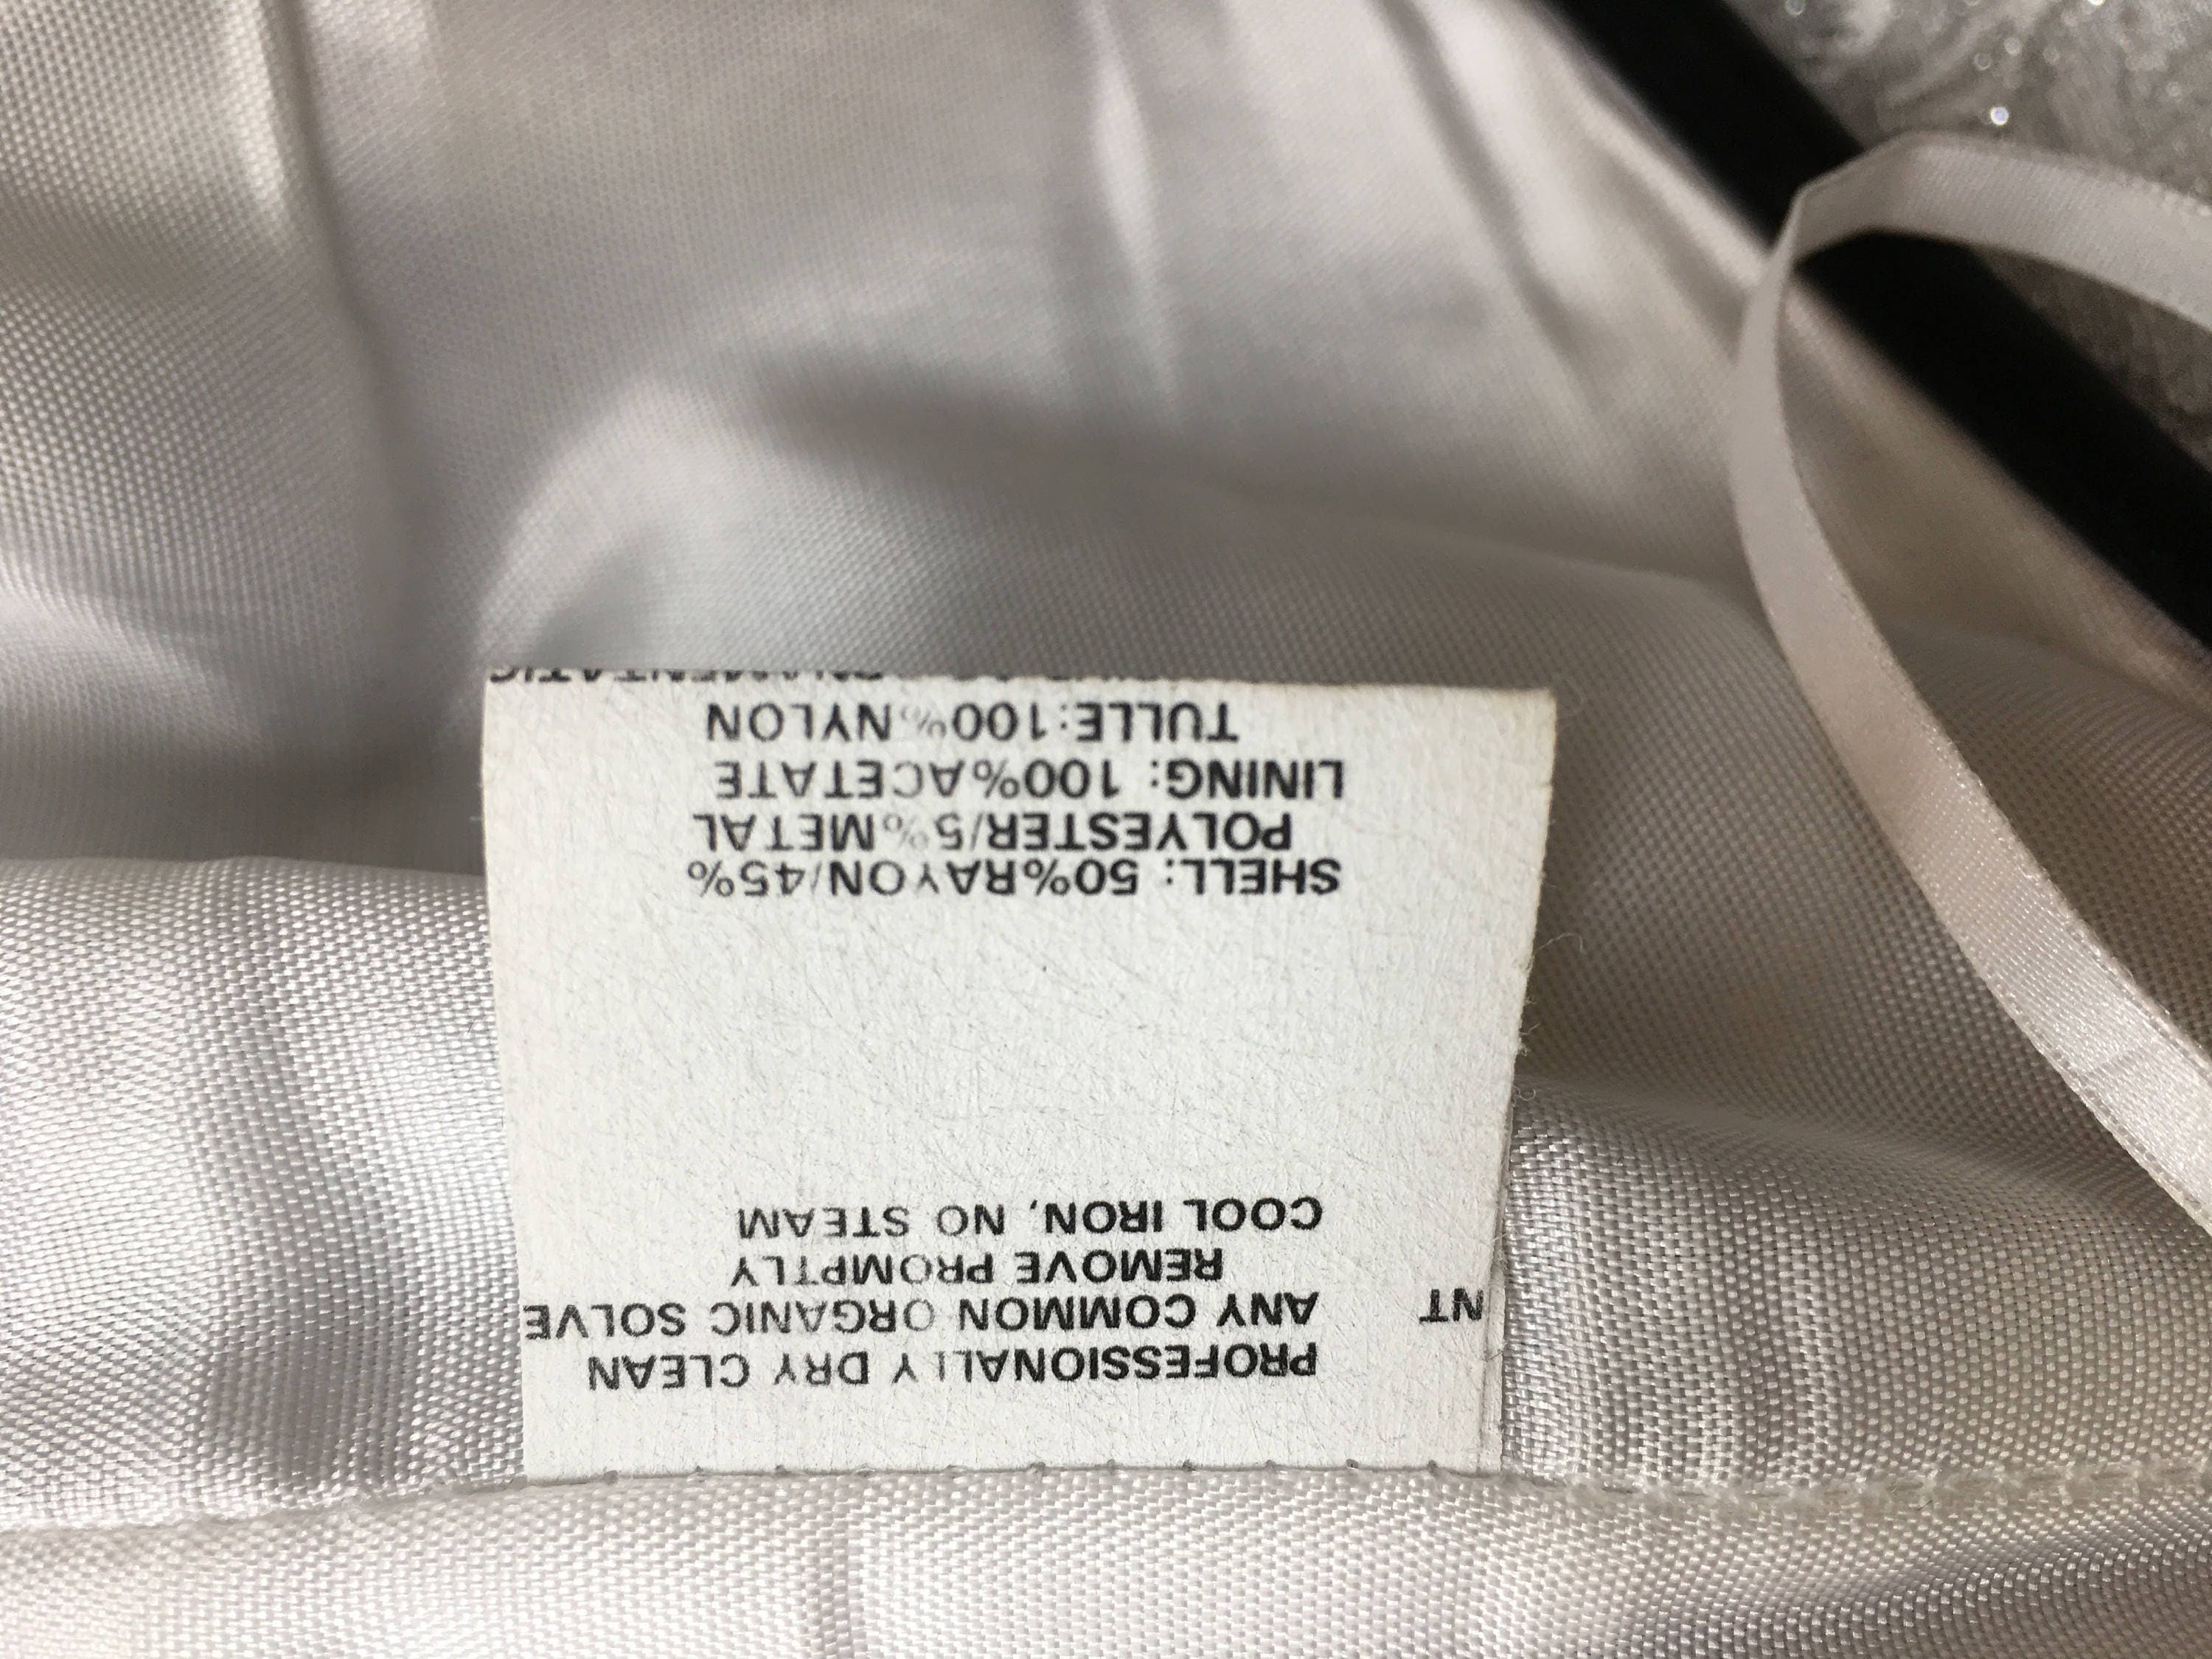 PROFESSIONALLY DRY CLEAN
ANY COMMON ORGANIC SOLVE
NT
REMOVE PROMPTLY
COOL IRON, NO STEAM
SHELL: 50%RAYON/45%
POLYESTER/5%METAL
LINING: 100%ACETATE
TULLE:100%NYLON